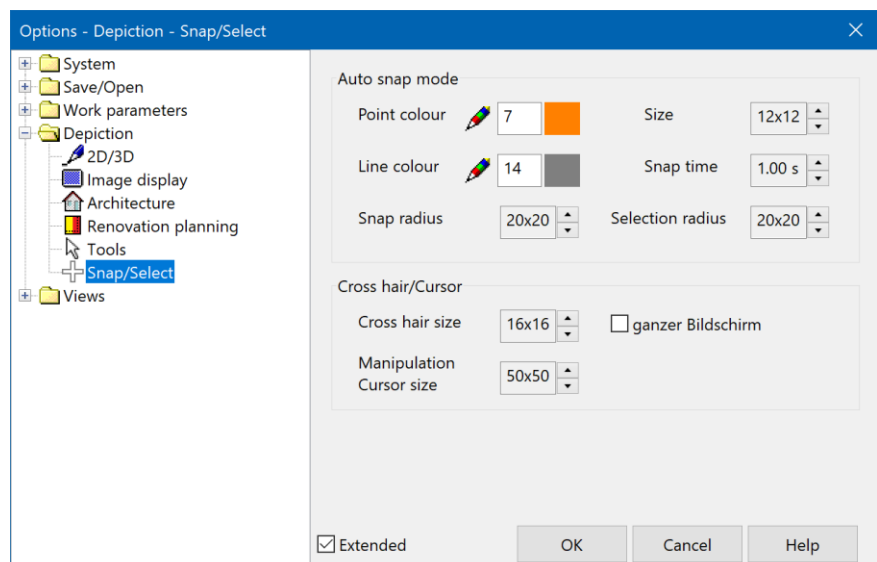 Options - Depiction - Snap/Select
System
Save/Open
Work parameters
Depiction
2D/3D
Image display
Architecture
Renovation planning
Tools
Snap/Select
Views
Auto snap mode
Point colour 7 Size 12x12
Line colour 14 Snap time 1.00 s
Snap radius 20x20 Selection radius 20x20
Cross hair/Cursor
Cross hair size 16x16 ganzer Bildschirm
Manipulation
Cursor size 50x50
Extended OK Cancel Help